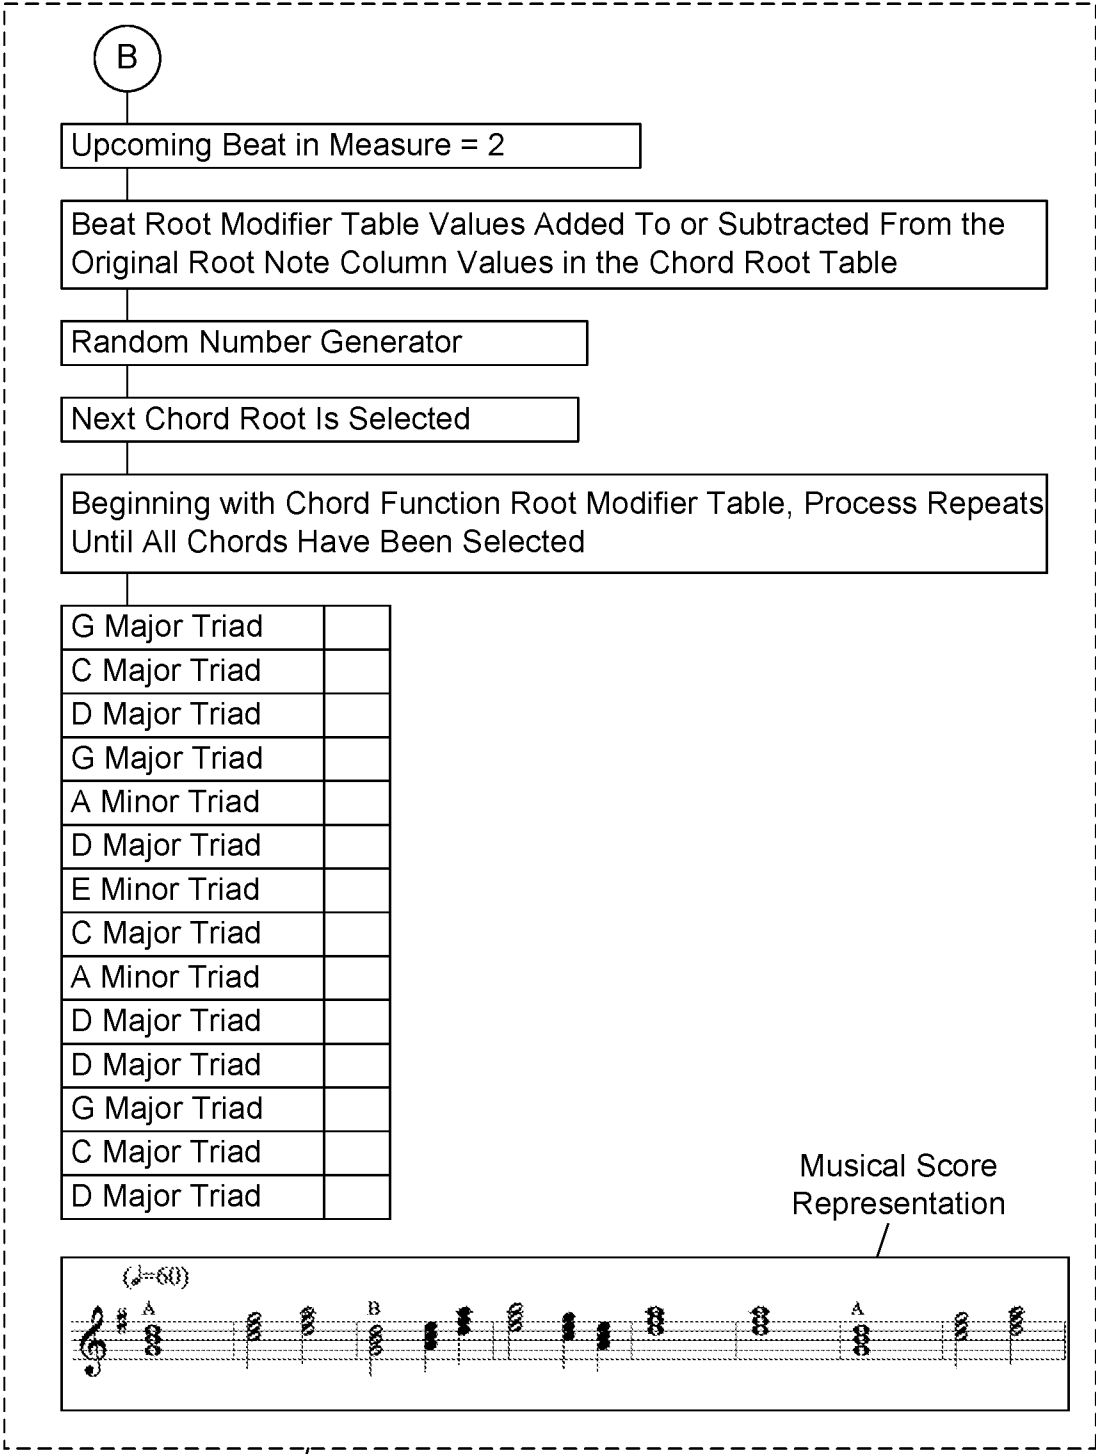 B
Upcoming Beat in Measure = 2
Beat Root Modifier Table Values Added To or Subtracted From the
Original Root Note Column Values in the Chord Root Table
Random Number Generator
Next Chord Root Is Selected
Beginning with Chord Function Root Modifier Table, Process Repeats
Until All Chords Have Been Selected
G Major Triad
C Major Triad
D Major Triad
G Major Triad
A Minor Triad
D Major Triad
E Minor Triad
C Major Triad
A Minor Triad
D Major Triad
D Major Triad
G Major Triad
C Major Triad
D Major Triad
Musical Score
Representation
(𝅗𝅥=60)
A B A